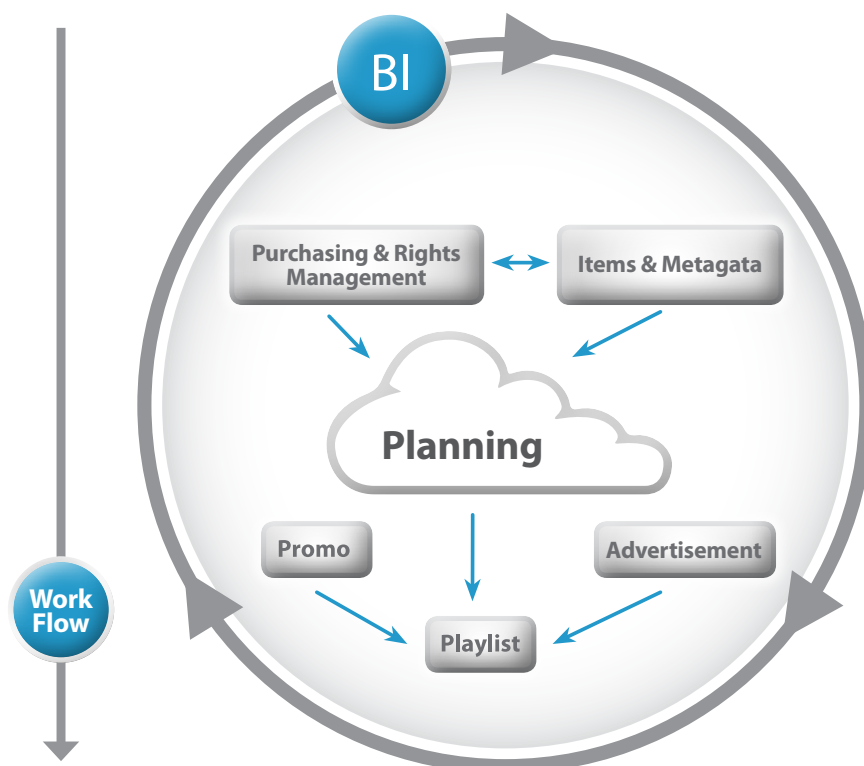 BI
Purchasing & Rights
Management
Items & Metagata
Planning
Promo
Advertisement
Work
Flow
Playlist